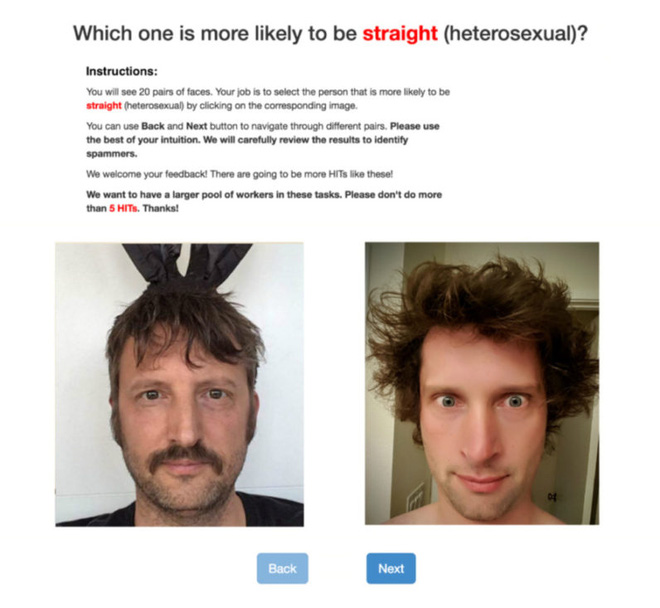 Which one is more likely to be straight (heterosexual)?
Instructions:
You will see 20 pairs of faces. Your job is to select the person that is more likely to be
straight (heterosexual) by clicking on the corresponding image.
You can use Back and Next button to navigate through different pairs. Please use
the best of your intuition. We will carefully review the results to identify
spammers.
We welcome your feedback! There are going to be more HITs like these!
We want to have a larger pool of workers in these tasks. Please don't do more
than 5 HITs. Thanks!
Back
Next